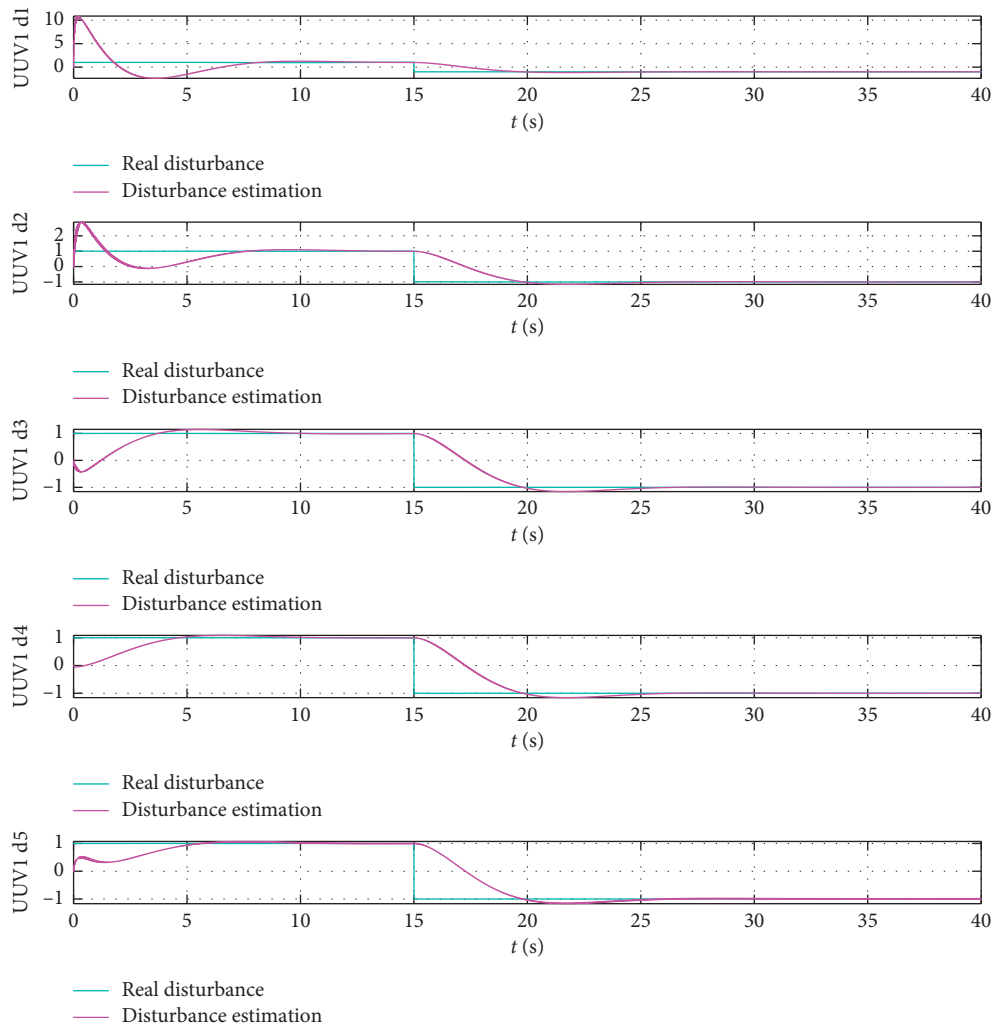 UUV1 d1
10
5
0
0 5 10 15 20 25 30 35 40
t (s)
Real disturbance
Disturbance estimation
UUV1 d2
2
1
0
−1
0 5 10 15 20 25 30 35 40
t (s)
Real disturbance
Disturbance estimation
UUV1 d3
1
0
−1
0 5 10 15 20 25 30 35 40
t (s)
Real disturbance
Disturbance estimation
UUV1 d4
1
0
−1
0 5 10 15 20 25 30 35 40
t (s)
Real disturbance
Disturbance estimation
UUV1 d5
1
0
−1
0 5 10 15 20 25 30 35 40
t (s)
Real disturbance
Disturbance estimation